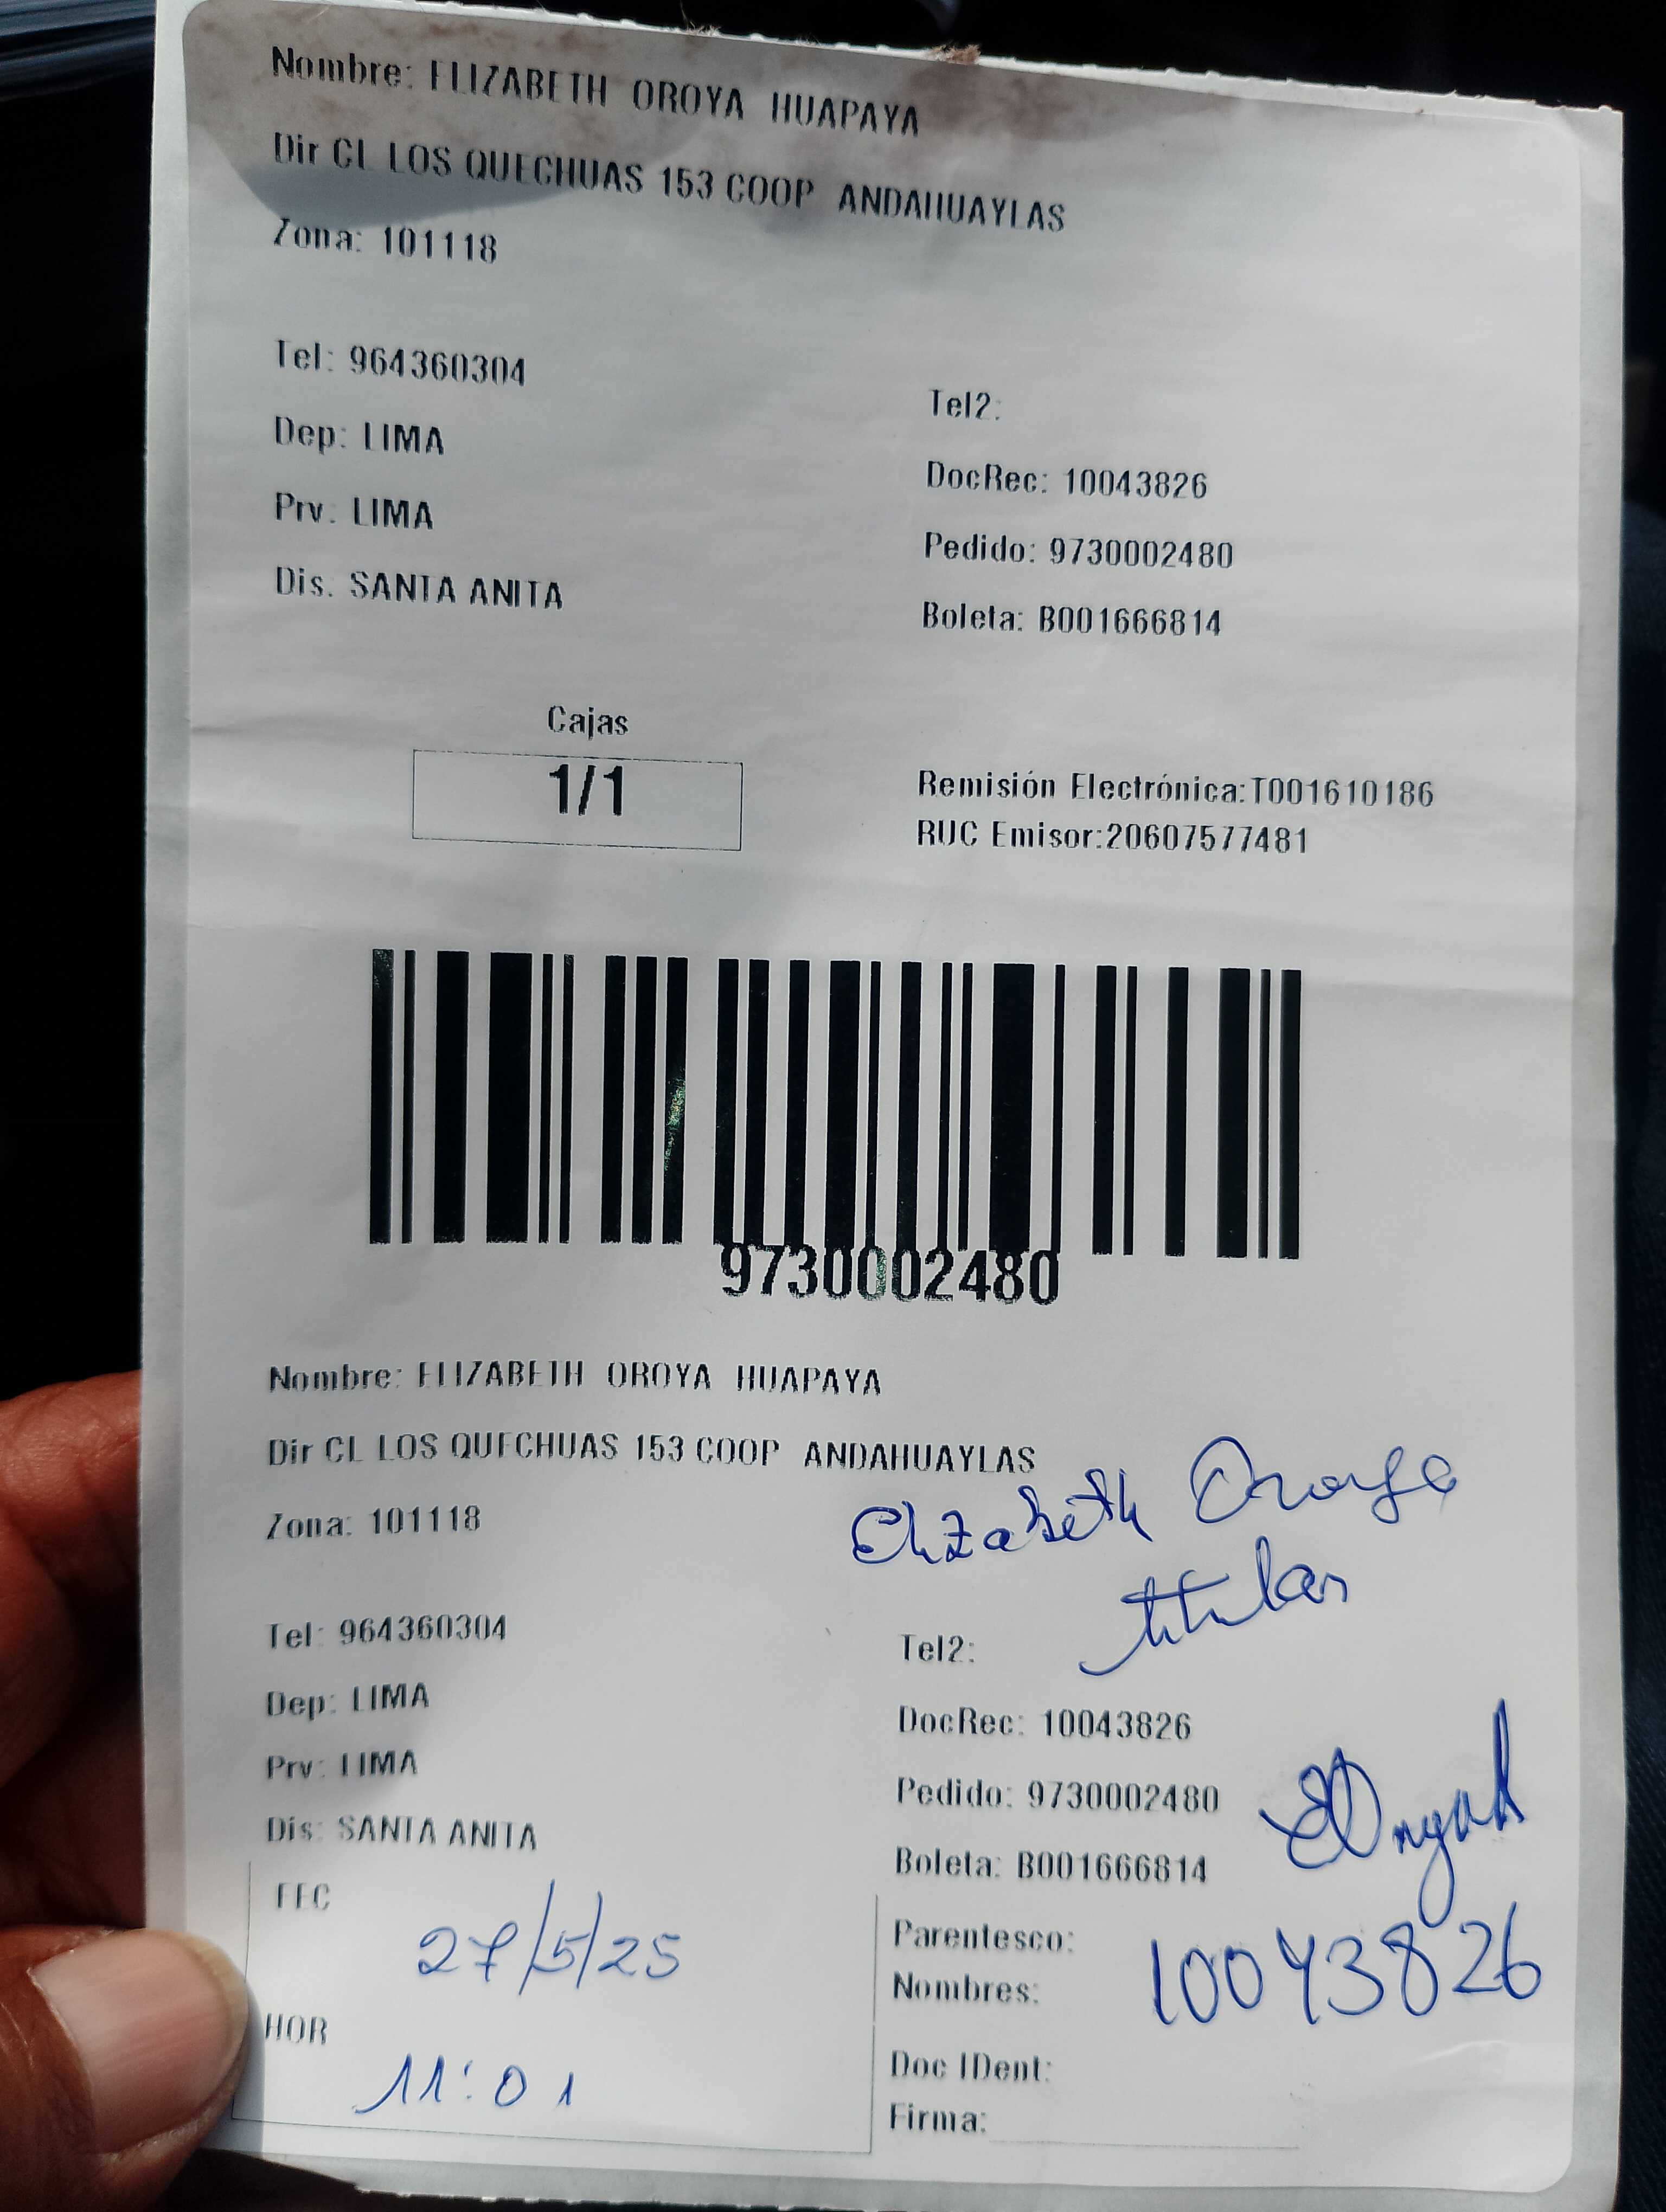 Nombre: ELIZABETH OROYA HUAPAYA
Dir CL LOS QUECHUAS 153 COOP ANDAHUAYLAS
Zona: 101118
Tel: 964360304
Tel2:
Dep: LIMA
DocRec: 10043826
Prv: LIMA
Pedido: 9730002480
Dis: SANTA ANITA
Boleta: B001666814
Cajas
1/1
Remisión Electrónica:T001610186
RUC Emisor:20607577481
9730002480
Nombre: ELIZABETH OROYA HUAPAYA
Dir CL LOS QUECHUAS 153 COOP ANDAHUAYLAS
Zona: 101118
Elizabeth Oroya
titular
Tel: 964360304
Tel2:
Dep: LIMA
DocRec: 10043826
Prv: LIMA
Pedido: 9730002480
Dis: SANTA ANITA
Boleta: B001666814
FEC
27/5/25
Parentesco:
Nombres:
10043826
HOR
11:01
Doc IDent:
Firma: